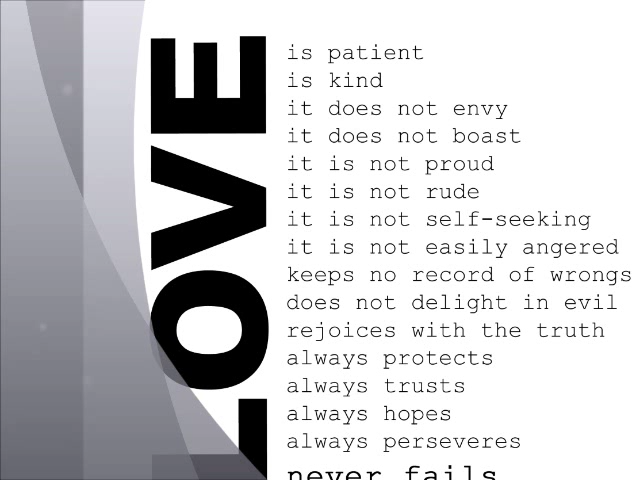 LOVE
is patient
is kind
it does not envy
it does not boast
it is not proud
it is not rude
it is not self-seeking
it is not easily angered
keeps no record of wrongs
does not delight in evil
rejoices with the truth
always protects
always trusts
always hopes
always perseveres
never fails